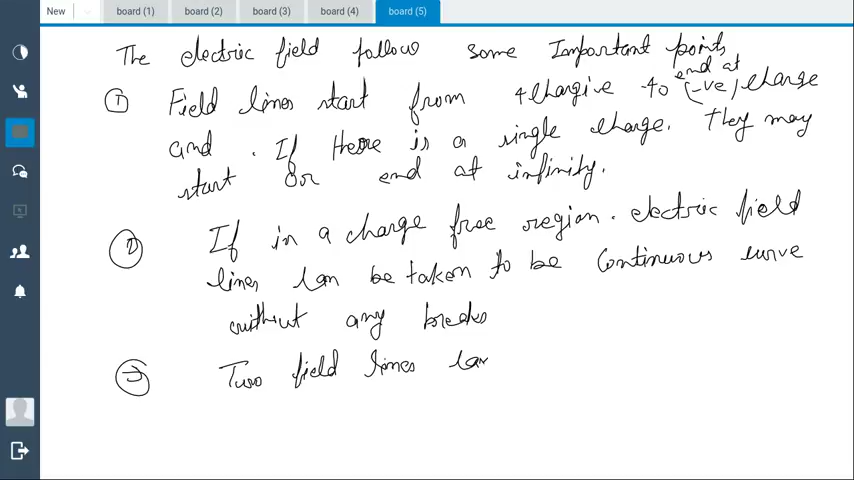 New board (1) board (2) board (3) board (4) board (5)
The electric field follow some Important points
① Field lines start from +chargive to end at (-ve) charge
and . If there is a single charge. They may
start or end at infinity.
② If in a charge free region. electric field
lines can be taken to be continuous curve
without any breaks
③ Two field lines can